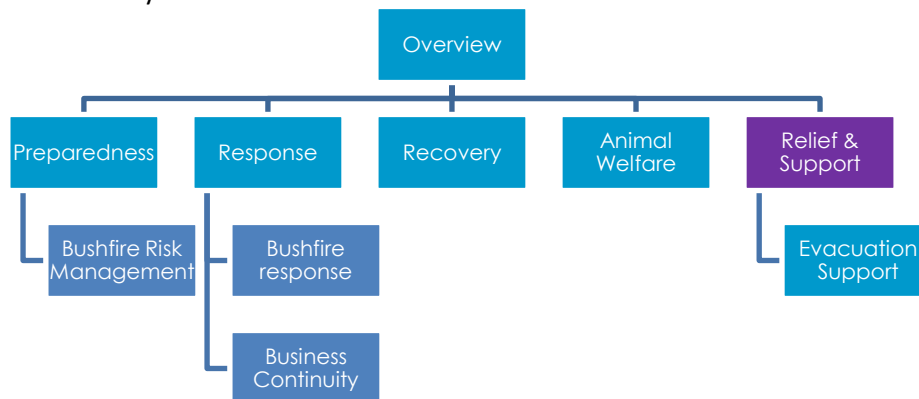 Overview
Preparedness
Response
Recovery
Animal
Welfare
Relief &
Support
Bushfire Risk
Management
Bushfire
response
Evacuation
Support
Business
Continuity